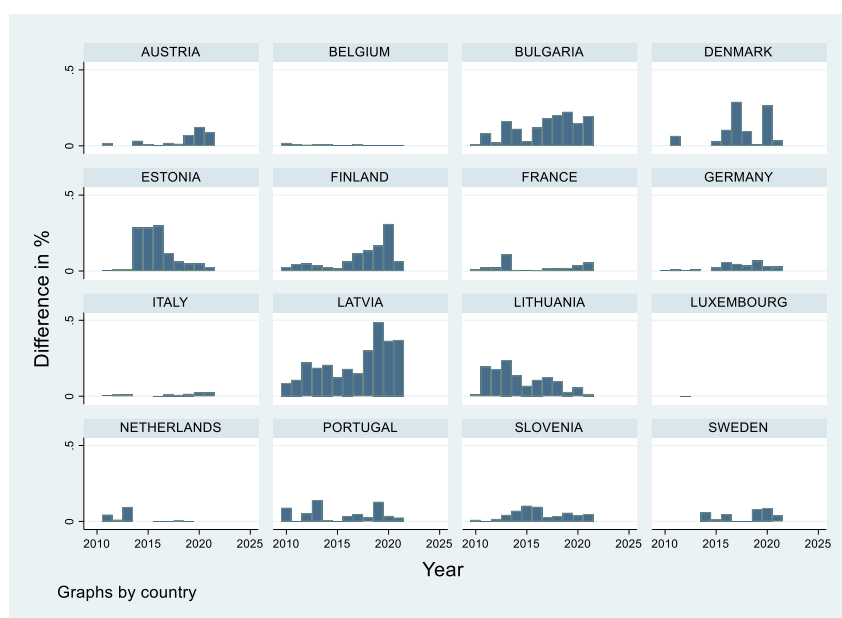 AUSTRIA BELGIUM BULGARIA DENMARK
.5
0
ESTONIA FINLAND FRANCE GERMANY
.5
0
Difference in %
ITALY LATVIA LITHUANIA LUXEMBOURG
.5
0
NETHERLANDS PORTUGAL SLOVENIA SWEDEN
.5
0
2010 2015 2020 2025 2010 2015 2020 2025 2010 2015 2020 2025 2010 2015 2020 2025
Year
Graphs by country